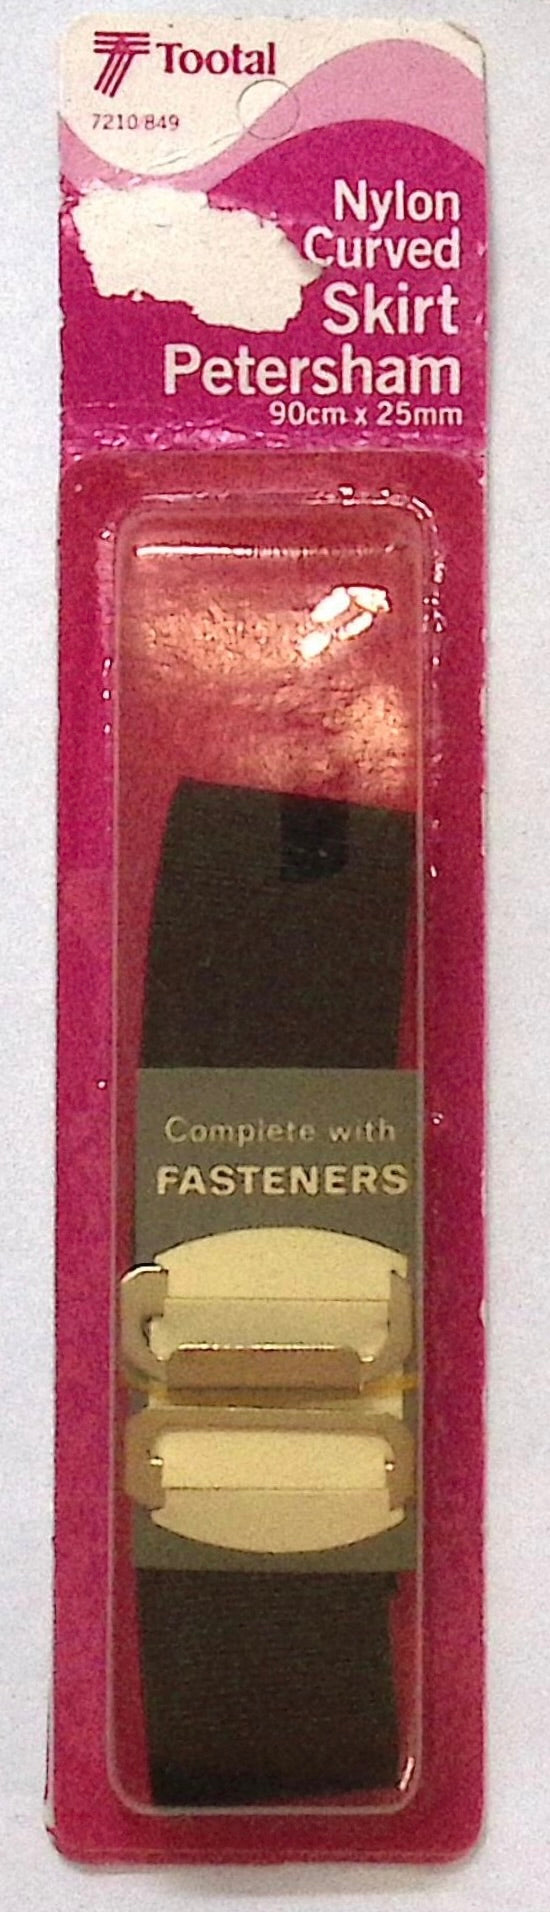 Tootal
7210/849
Nylon
Curved
Skirt
Petersham
90cm x 25mm
Complete with
FASTENERS